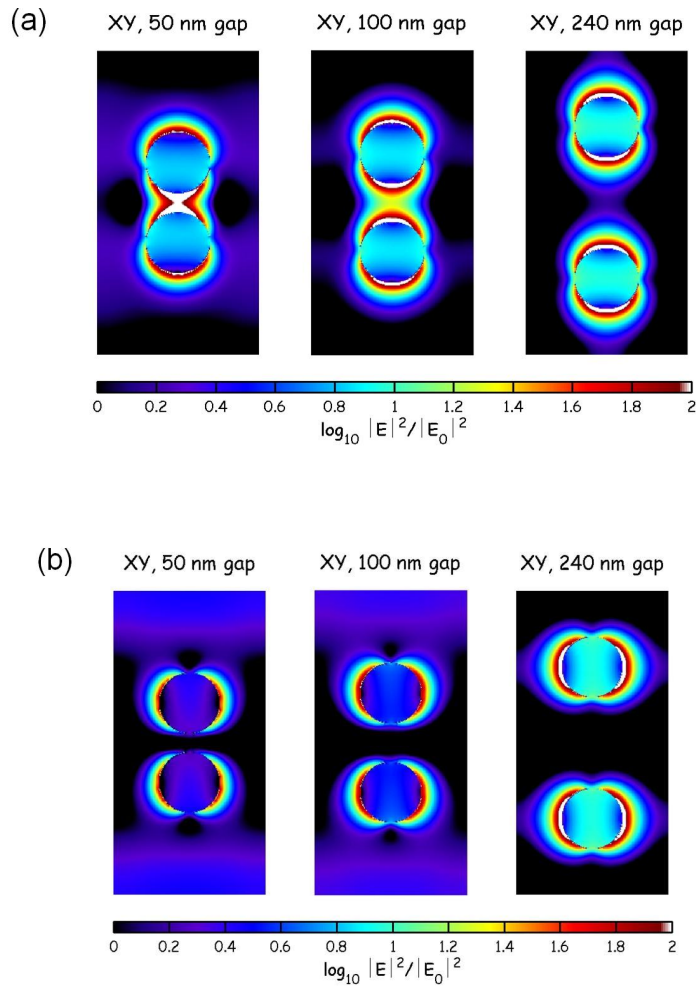 (a)
XY, 50 nm gap
XY, 100 nm gap
XY, 240 nm gap
0 0.2 0.4 0.6 0.8 1 1.2 1.4 1.6 1.8 2
log₁₀ |E|²/|E₀|²
(b)
XY, 50 nm gap
XY, 100 nm gap
XY, 240 nm gap
0 0.2 0.4 0.6 0.8 1 1.2 1.4 1.6 1.8 2
log₁₀ |E|²/|E₀|²